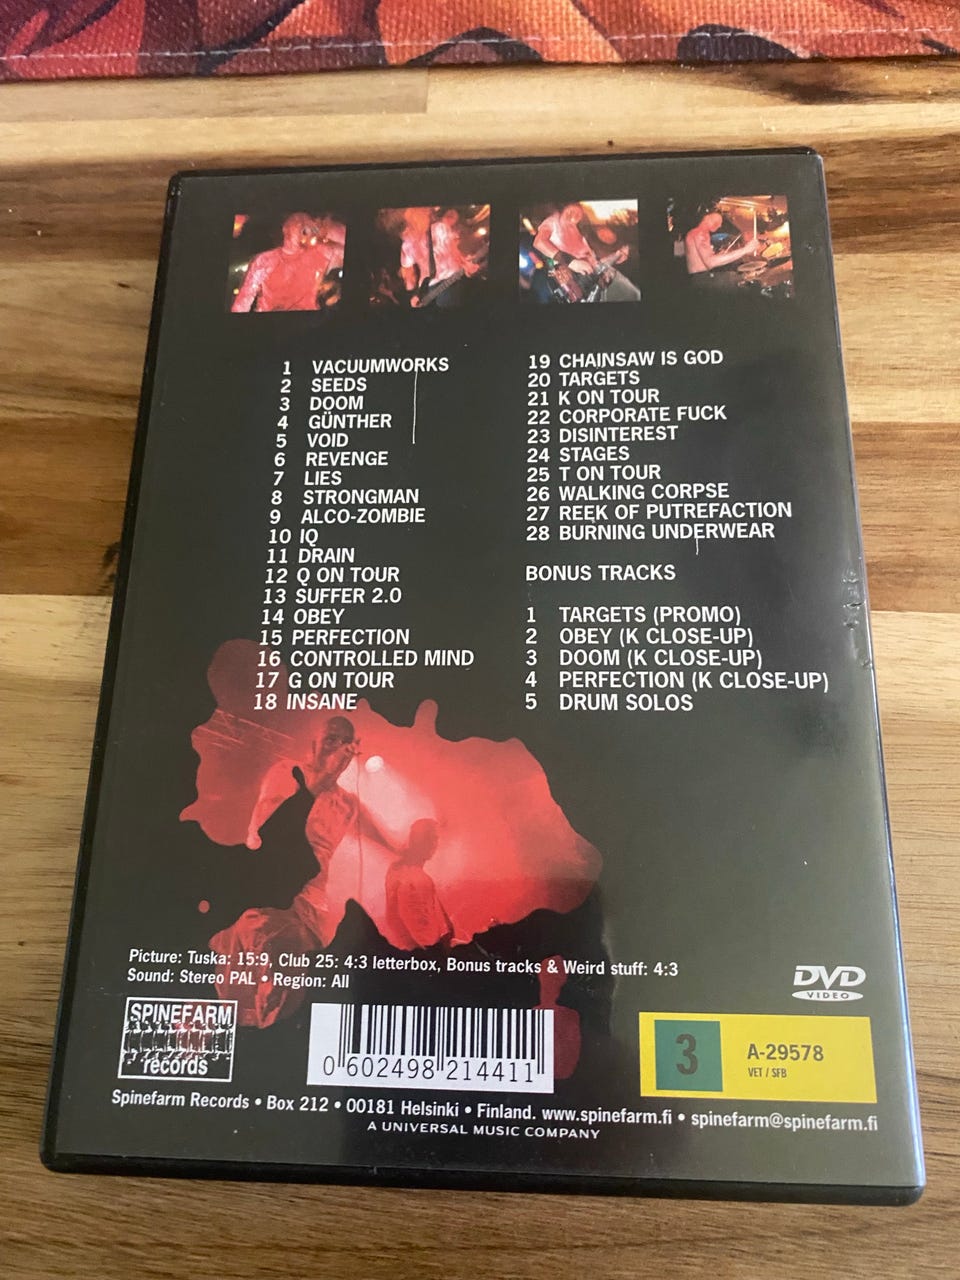 1 VACUUMWORKS
2 SEEDS
3 DOOM
4 GÜNTHER
5 VOID
6 REVENGE
7 LIES
8 STRONGMAN
9 ALCO-ZOMBIE
10 IQ
11 DRAIN
12 Q ON TOUR
13 SUFFER 2.0
14 OBEY
15 PERFECTION
16 CONTROLLED MIND
17 G ON TOUR
18 INSANE
19 CHAINSAW IS GOD
20 TARGETS
21 K ON TOUR
22 CORPORATE FUCK
23 DISINTEREST
24 STAGES
25 T ON TOUR
26 WALKING CORPSE
27 REEK OF PUTREFACTION
28 BURNING UNDERWEAR
BONUS TRACKS
1 TARGETS (PROMO)
2 OBEY (K CLOSE-UP)
3 DOOM (K CLOSE-UP)
4 PERFECTION (K CLOSE-UP)
5 DRUM SOLOS
Picture: Tuska: 15:9, Club 25: 4:3 letterbox, Bonus tracks & Weird stuff: 4:3
Sound: Stereo PAL • Region: All
DVD
VIDEO
SPINEFARM
records
0 602498 214411
3
A-29578
VET / SFB
Spinefarm Records • Box 212 • 00181 Helsinki • Finland. www.spinefarm.fi • spinefarm@spinefarm.fi
A UNIVERSAL MUSIC COMPANY